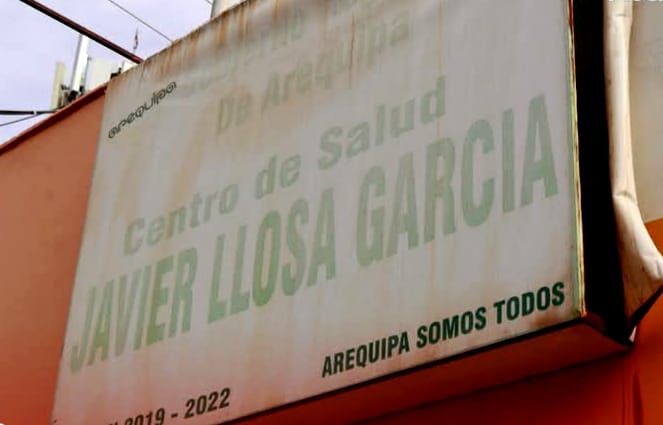 arequipa
De Arequipa
Centro de Salud
JAVIER LLOSA GARCIA
AREQUIPA SOMOS TODOS
2019 - 2022